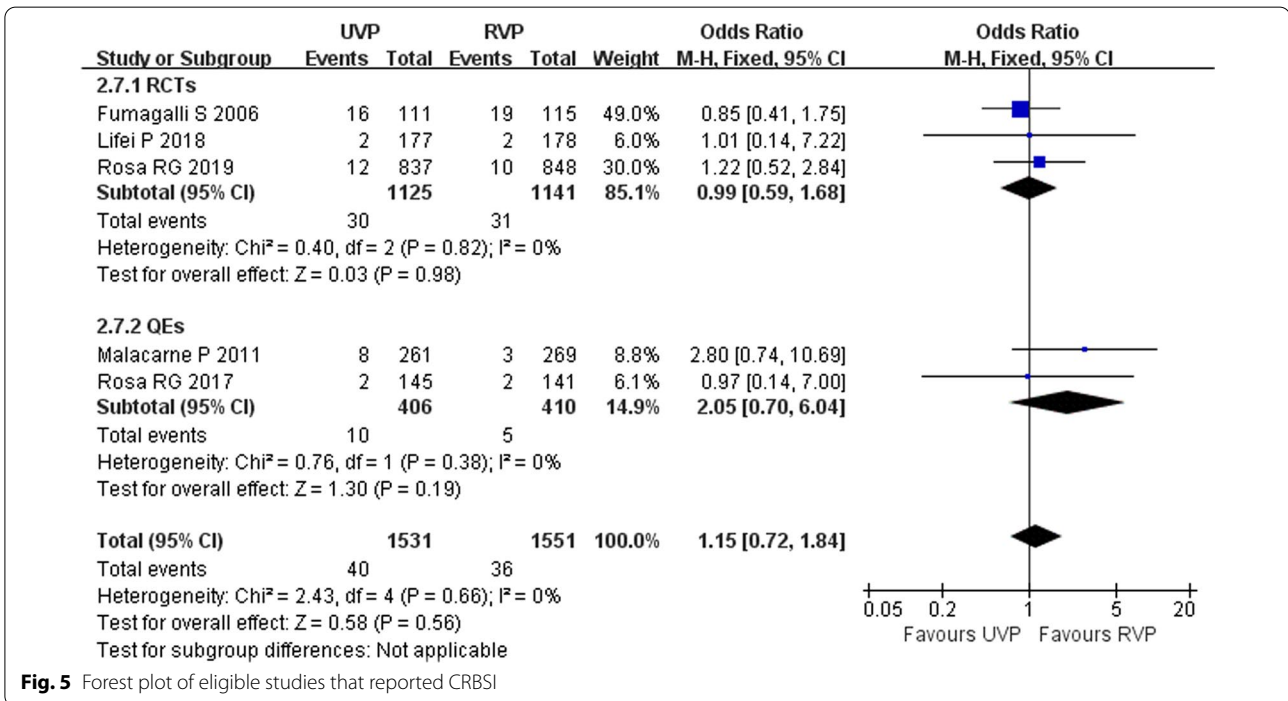 UVP RVP Odds Ratio Odds Ratio
Study or Subgroup Events Total Events Total Weight M-H, Fixed, 95% CI M-H, Fixed, 95% CI
2.7.1 RCTs
Fumagalli S 2006 16 111 19 115 49.0% 0.85 [0.41, 1.75]
Lifei P 2018 2 177 2 178 6.0% 1.01 [0.14, 7.22]
Rosa RG 2019 12 837 10 848 30.0% 1.22 [0.52, 2.84]
Subtotal (95% CI) 1125 1141 85.1% 0.99 [0.59, 1.68]
Total events 30 31
Heterogeneity: Chi² = 0.40, df = 2 (P = 0.82); I² = 0%
Test for overall effect: Z = 0.03 (P = 0.98)
2.7.2 QEs
Malacarne P 2011 8 261 3 269 8.8% 2.80 [0.74, 10.69]
Rosa RG 2017 2 145 2 141 6.1% 0.97 [0.14, 7.00]
Subtotal (95% CI) 406 410 14.9% 2.05 [0.70, 6.04]
Total events 10 5
Heterogeneity: Chi² = 0.76, df = 1 (P = 0.38); I² = 0%
Test for overall effect: Z = 1.30 (P = 0.19)
Total (95% CI) 1531 1551 100.0% 1.15 [0.72, 1.84]
Total events 40 36
Heterogeneity: Chi² = 2.43, df = 4 (P = 0.66); I² = 0%
Test for overall effect: Z = 0.58 (P = 0.56)
Test for subgroup differences: Not applicable
0.05 0.2 1 5 20
Favours UVP Favours RVP
Fig. 5 Forest plot of eligible studies that reported CRBSI